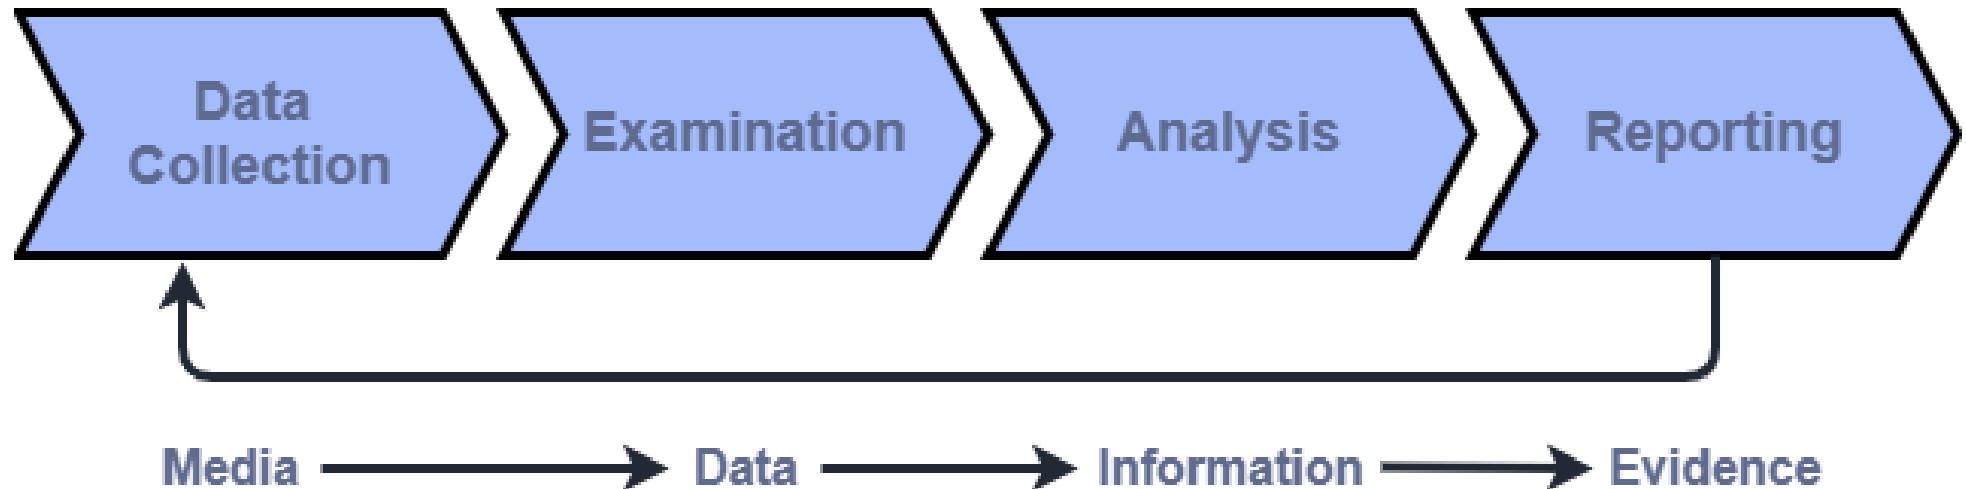 Data
Collection
Examination
Analysis
Reporting
Media
Data
Information
Evidence